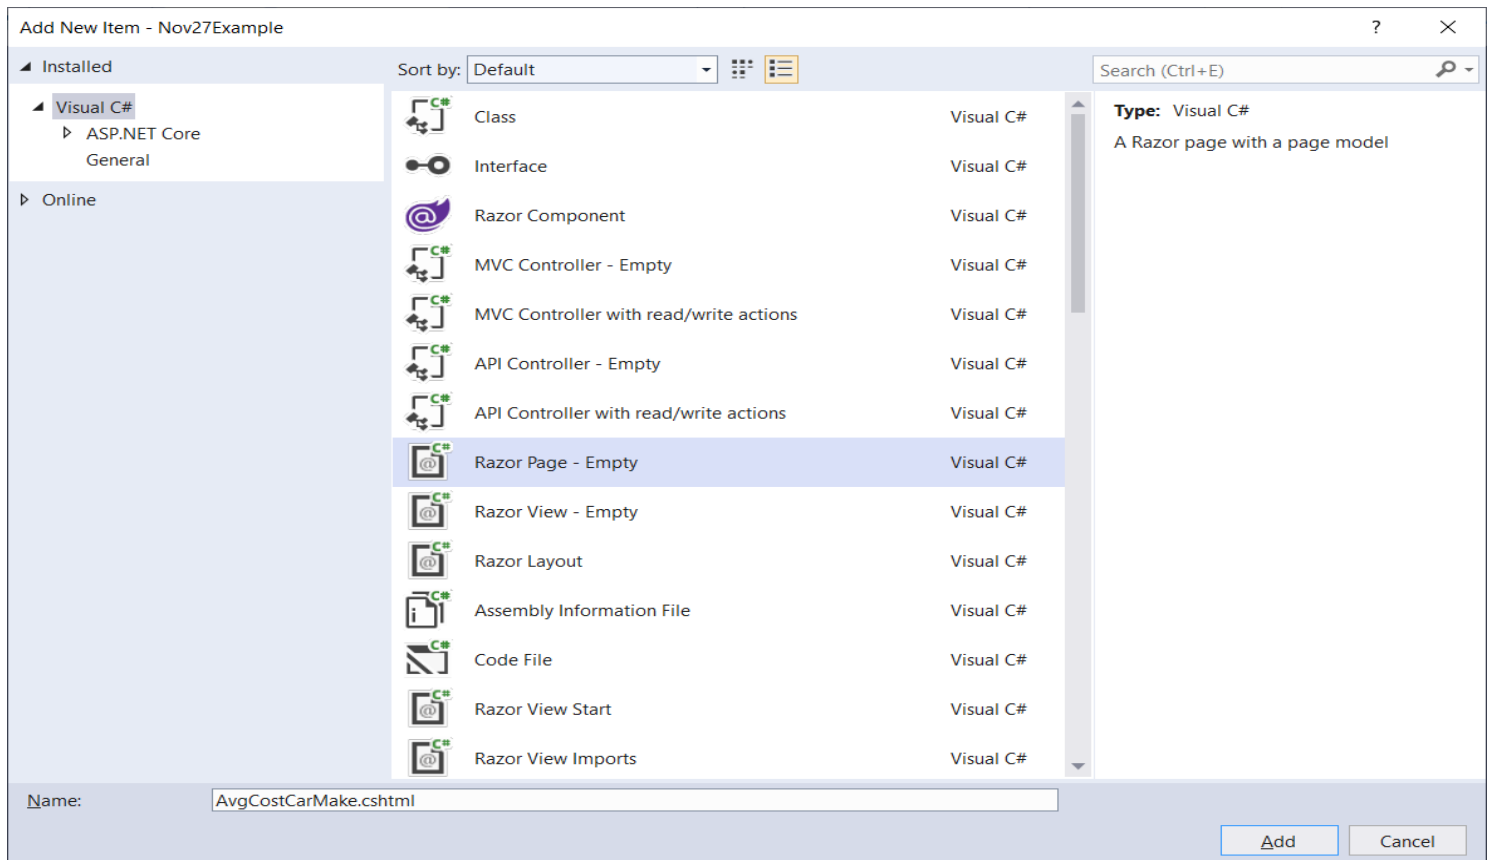 Add New Item - Nov27Example
?
Installed
Visual C#
ASP.NET Core
General
Online
Sort by: Default
Search (Ctrl+E)
Class Visual C#
Interface Visual C#
Razor Component Visual C#
MVC Controller - Empty Visual C#
MVC Controller with read/write actions Visual C#
API Controller - Empty Visual C#
API Controller with read/write actions Visual C#
Razor Page - Empty Visual C#
Razor View - Empty Visual C#
Razor Layout Visual C#
Assembly Information File Visual C#
Code File Visual C#
Razor View Start Visual C#
Razor View Imports Visual C#
Type: Visual C#
A Razor page with a page model
Name: AvgCostCarMake.cshtml
Add Cancel